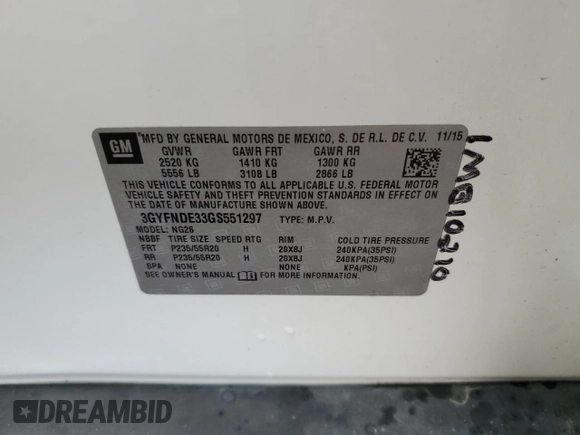 GM
MFD BY GENERAL MOTORS DE MEXICO, S. DE R.L. DE C.V. 11/15
GVWR GAWR FRT GAWR RR
2520 KG 1410 KG 1300 KG
5556 LB 3108 LB 2866 LB
THIS VEHICLE CONFORMS TO ALL APPLICABLE U.S. FEDERAL MOTOR
VEHICLE SAFETY AND THEFT PREVENTION STANDARDS IN EFFECT ON
THE DATE OF MANUFACTURE SHOWN ABOVE.
3GYFNDE33GS551297 TYPE: M.P.V.
MODEL: NG26
NBBF TIRE SIZE SPEED RTG RIM COLD TIRE PRESSURE
FRT P235/55R20 H 20X8J 240KPA(35PSI)
RR P235/55R20 H 20X8J 240KPA(35PSI)
SPA NONE NONE KPA(PSI)
SEE OWNER'S MANUAL FOR MORE INFORMATION
DREAMBID